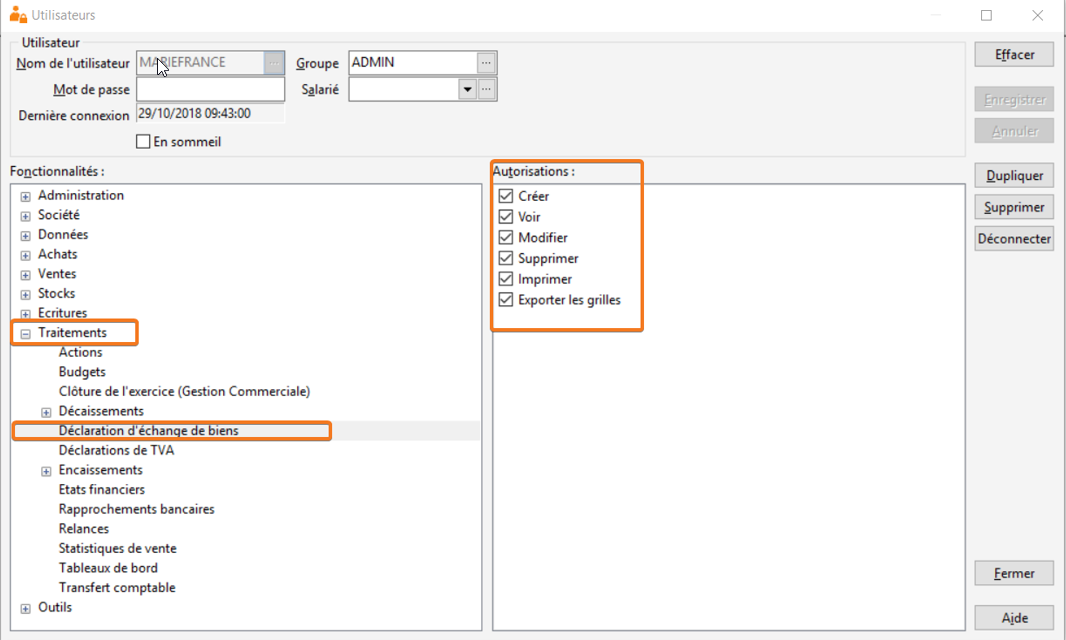 Utilisateurs
Utilisateur
Nom de l'utilisateur MARIEFRANCE ... Groupe ADMIN ...
Mot de passe Salarié ...
Dernière connexion 29/10/2018 09:43:00
En sommeil
Effacer
Enregistrer
Annuler
Dupliquer
Supprimer
Déconnecter
Fonctionnalités :
Administration
Société
Données
Achats
Ventes
Stocks
Ecritures
Traitements
Actions
Budgets
Clôture de l'exercice (Gestion Commerciale)
Décaissements
Déclaration d'échange de biens
Déclarations de TVA
Encaissements
Etats financiers
Rapprochements bancaires
Relances
Statistiques de vente
Tableaux de bord
Transfert comptable
Outils
Autorisations :
Créer
Voir
Modifier
Supprimer
Imprimer
Exporter les grilles
Fermer
Aide